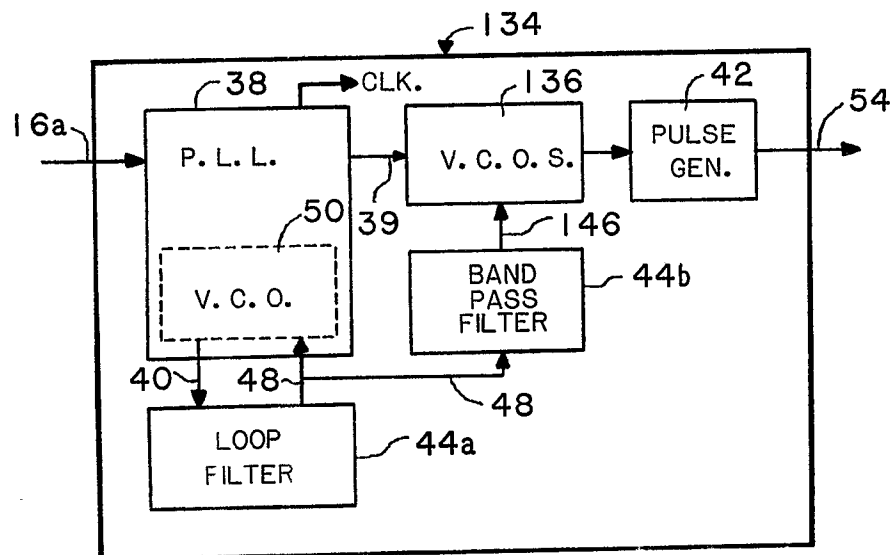 134
38
CLK.
136
42
54
16a
P. L. L.
39
V. C. O. S.
PULSE
GEN.
50
146
V. C. O.
BAND
PASS
FILTER
44b
40
48
48
LOOP
FILTER
44a